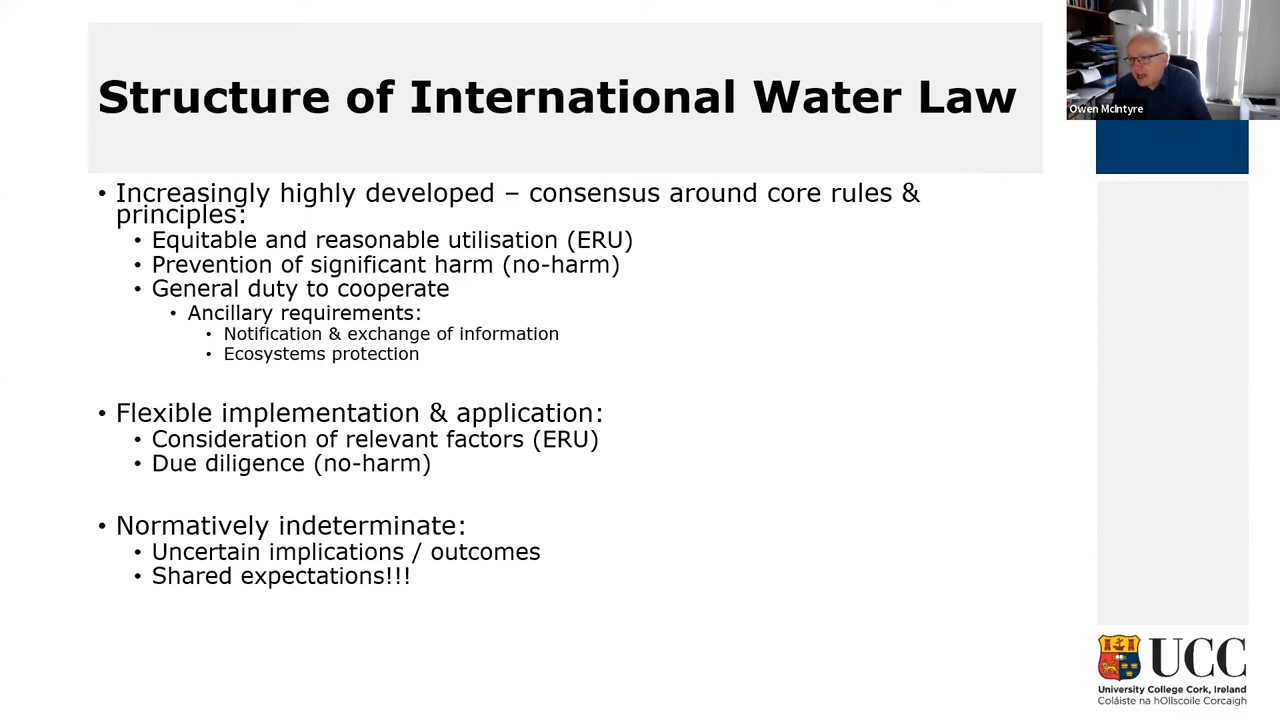 Structure of International Water Law
Owen McIntyre
• Increasingly highly developed – consensus around core rules &
principles:
• Equitable and reasonable utilisation (ERU)
• Prevention of significant harm (no-harm)
• General duty to cooperate
• Ancillary requirements:
• Notification & exchange of information
• Ecosystems protection
• Flexible implementation & application:
• Consideration of relevant factors (ERU)
• Due diligence (no-harm)
• Normatively indeterminate:
• Uncertain implications / outcomes
• Shared expectations!!!
UCC
University College Cork, Ireland
Coláiste na hOllscoile Corcaigh